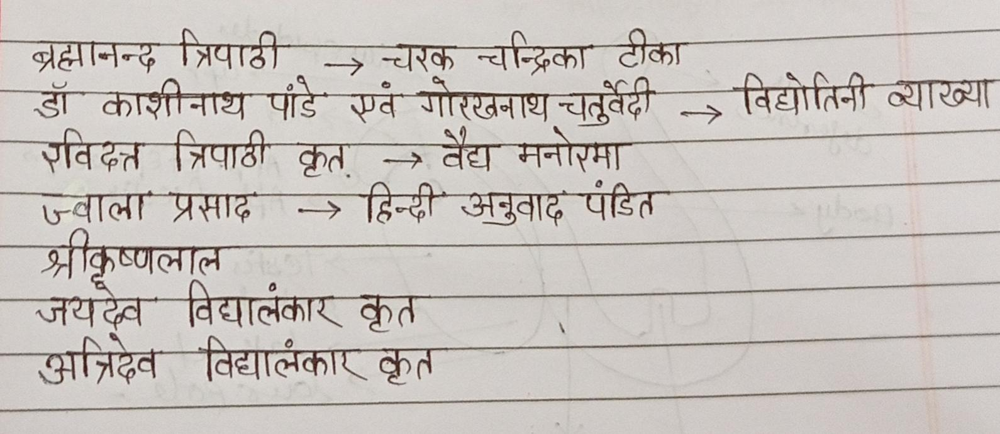 ब्रह्मानन्द त्रिपाठी → चरक चन्द्रिका टीका
डॉ काशीनाथ पांडे एवं गोरखनाथ चतुर्वेदी → विद्योतिनी व्याख्या
रविदत्त त्रिपाठी कृत. → वैद्य मनोरमा
ज्वाला प्रसाद → हिन्दी अनुवाद पंडित
श्रीकृष्णलाल
जयदेव विद्यालंकार कृत
अत्रिदेव विद्यालंकार कृत